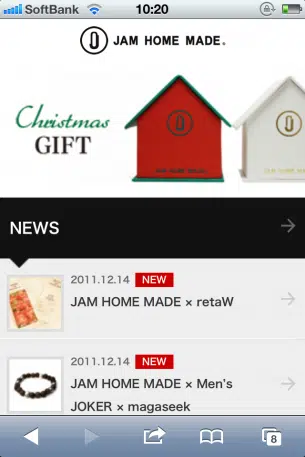 SoftBank 10:20
JAM HOME MADE.
Christmas
GIFT
NEWS
2011.12.14 NEW
JAM HOME MADE × retaW
2011.12.14 NEW
JAM HOME MADE × Men's
JOKER × magaseek
8